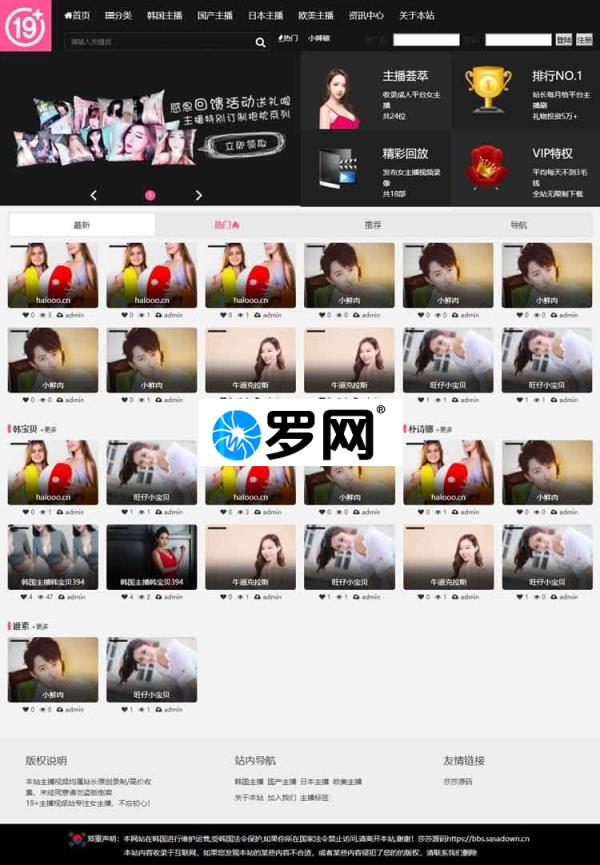 19+
首页 分类 韩国主播 国产主播 日本主播 欧美主播 资讯中心 关于本站
请输入关键词
热门 小鲜嫩
登陆 注册
感恩回馈活动送礼啦
主播特别订制抱枕系列
立即领取
1
主播荟萃
收录成人平台女主
播
共24位
排行NO.1
站长每月给平台主
播刷
礼物投资5万+
精彩回放
发布女主播视频录
像
共18部
VIP特权
平均每天不到3毛
钱
全站无限制下载
最新 热门 推荐 导航
halooo.cn halooo.cn halooo.cn 小鲜肉 小鲜肉 小鲜肉
0 3 admin 0 1 admin 0 3 admin 0 0 admin 0 0 admin 0 0 admin
小鲜肉 小鲜肉 牛逼克拉斯 牛逼克拉斯 旺仔小宝贝 旺仔小宝贝
0 0 admin 0 1 admin 1 1 admin 1 0 admin
罗网®
韩宝贝 +更多 朴诗娜 +更多
halooo.cn 旺仔小宝贝 halooo.cn 小鲜肉 halooo.cn 小鲜肉
0 1 admin 1 1 admin 0 3 admin 0 0 admin 0 1 admin 0 0 admin
韩国主播韩宝贝394 韩国主播韩宝贝394 牛逼克拉斯 旺仔小宝贝 牛逼克拉斯 旺仔小宝贝
4 47 admin 4 2 admin 0 1 admin 1 1 admin 0 1 admin 1 0 admin
姬素 +更多
小鲜肉 旺仔小宝贝
0 0 admin 1 1 admin
版权说明 站内导航 友情链接
本站主播视频均属站长原创录制/高价收
集、未经同意请勿盗版倒卖
19+主播视频站专注女主播，不忘初心！
韩国主播 国产主播 日本主播 欧美主播
关于本站 加入我们 主播标签
莎莎源码
郑重声明：本网站在韩国进行维护运营,受韩国法令保护,如果你所在国家法令禁止访问,请离开本站,谢谢！莎莎源码https://bbs.sasadown.cn
本站内容收录于互联网，如果您发现本站的某些内容不合适，或者某些内容侵犯了您的的版权，请联系我们删除